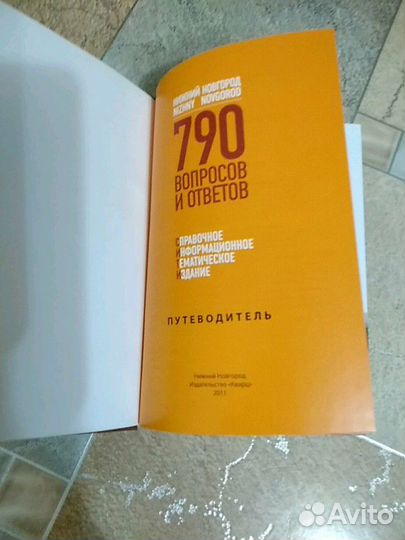 НИЖНИЙ НОВГОРОД
NIZHNY NOVGOROD
790
ВОПРОСОВ
И ОТВЕТОВ
СПРАВОЧНОЕ
ИНФОРМАЦИОННОЕ
ТЕМАТИЧЕСКОЕ
ИЗДАНИЕ
ПУТЕВОДИТЕЛЬ
Нижний Новгород
Издательство «Кварц»
2011
Avito